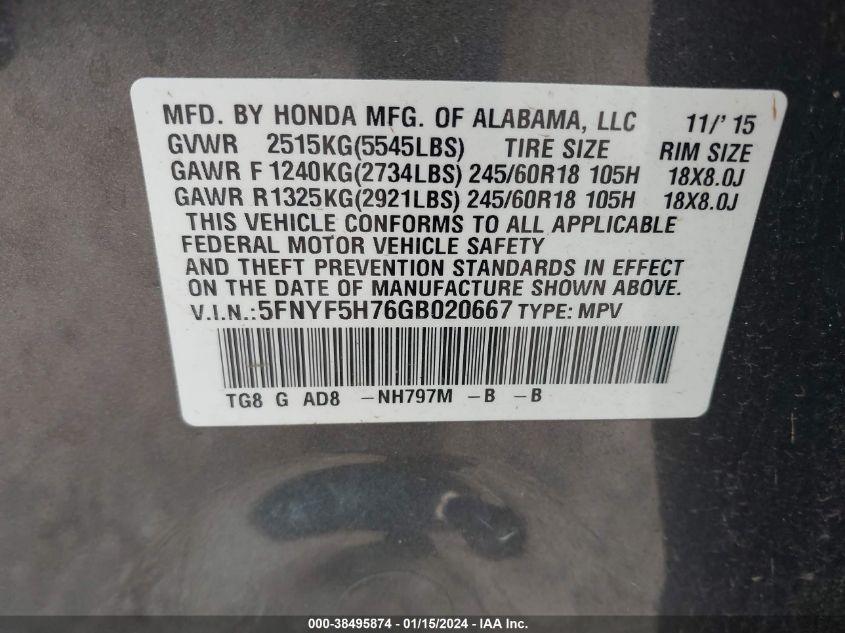 MFD. BY HONDA MFG. OF ALABAMA, LLC 11/' 15
GVWR 2515KG(5545LBS) TIRE SIZE RIM SIZE
GAWR F 1240KG(2734LBS) 245/60R18 105H 18X8.0J
GAWR R 1325KG(2921LBS) 245/60R18 105H 18X8.0J
THIS VEHICLE CONFORMS TO ALL APPLICABLE
FEDERAL MOTOR VEHICLE SAFETY
AND THEFT PREVENTION STANDARDS IN EFFECT
ON THE DATE OF MANUFACTURE SHOWN ABOVE.
V.I.N.:5FNYF5H76GB020667 TYPE: MPV
TG8 G AD8 -NH797M -B -B
000-38495874 - 01/15/2024 - IAA Inc.